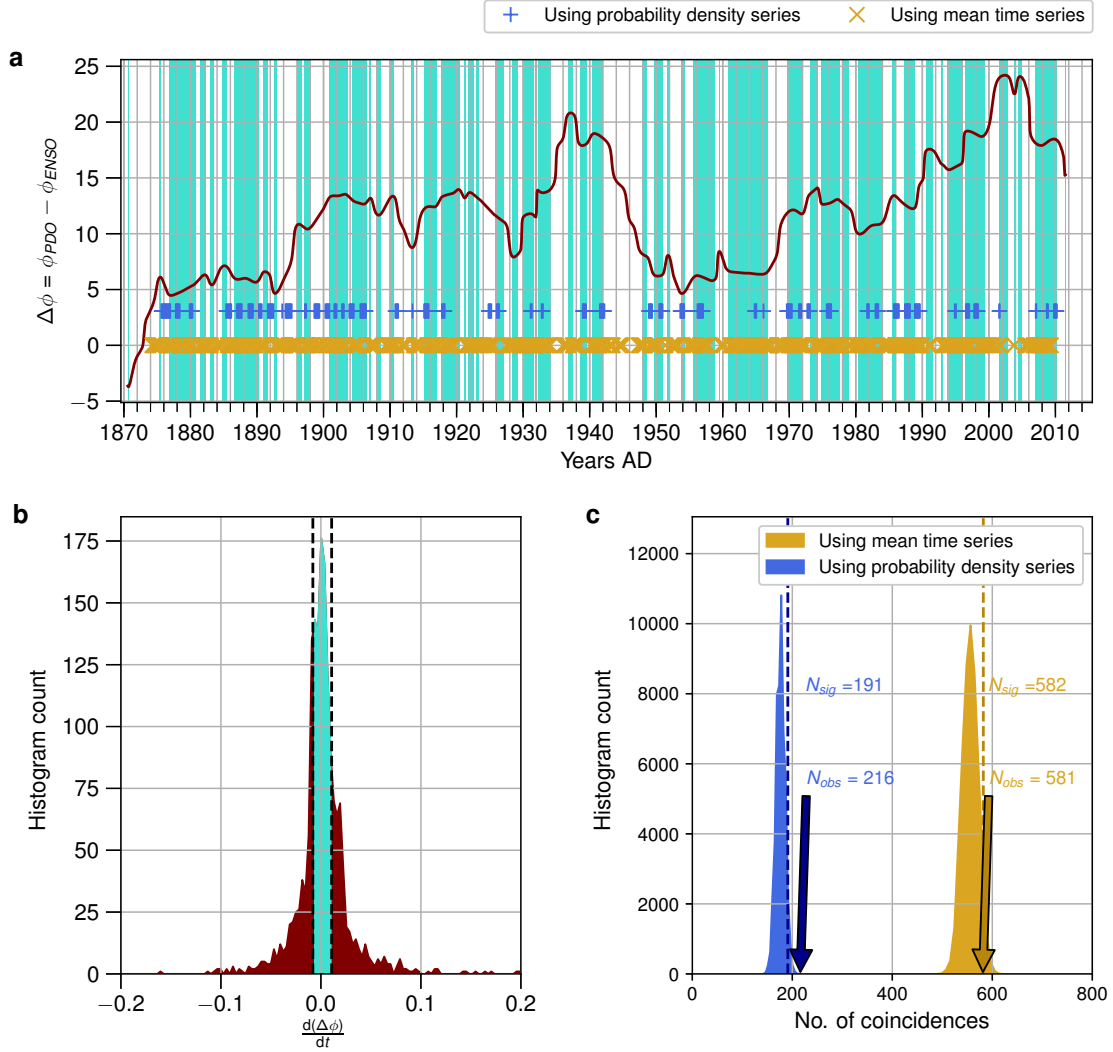 Using probability density series Using mean time series
a
Δϕ = ϕPDO − ϕENSO
25
20
15
10
5
0
−5
1870 1880 1890 1900 1910 1920 1930 1940 1950 1960 1970 1980 1990 2000 2010
Years AD
b
Histogram count
175
150
125
100
75
50
25
0
−0.2 −0.1 0.0 0.1 0.2
d(Δϕ)
dt
c
Using mean time series
Using probability density series
Histogram count
12000
10000
8000
6000
4000
2000
0
Nsig =191 Nsig =582
Nobs = 216 Nobs = 581
0 200 400 600 800
No. of coincidences